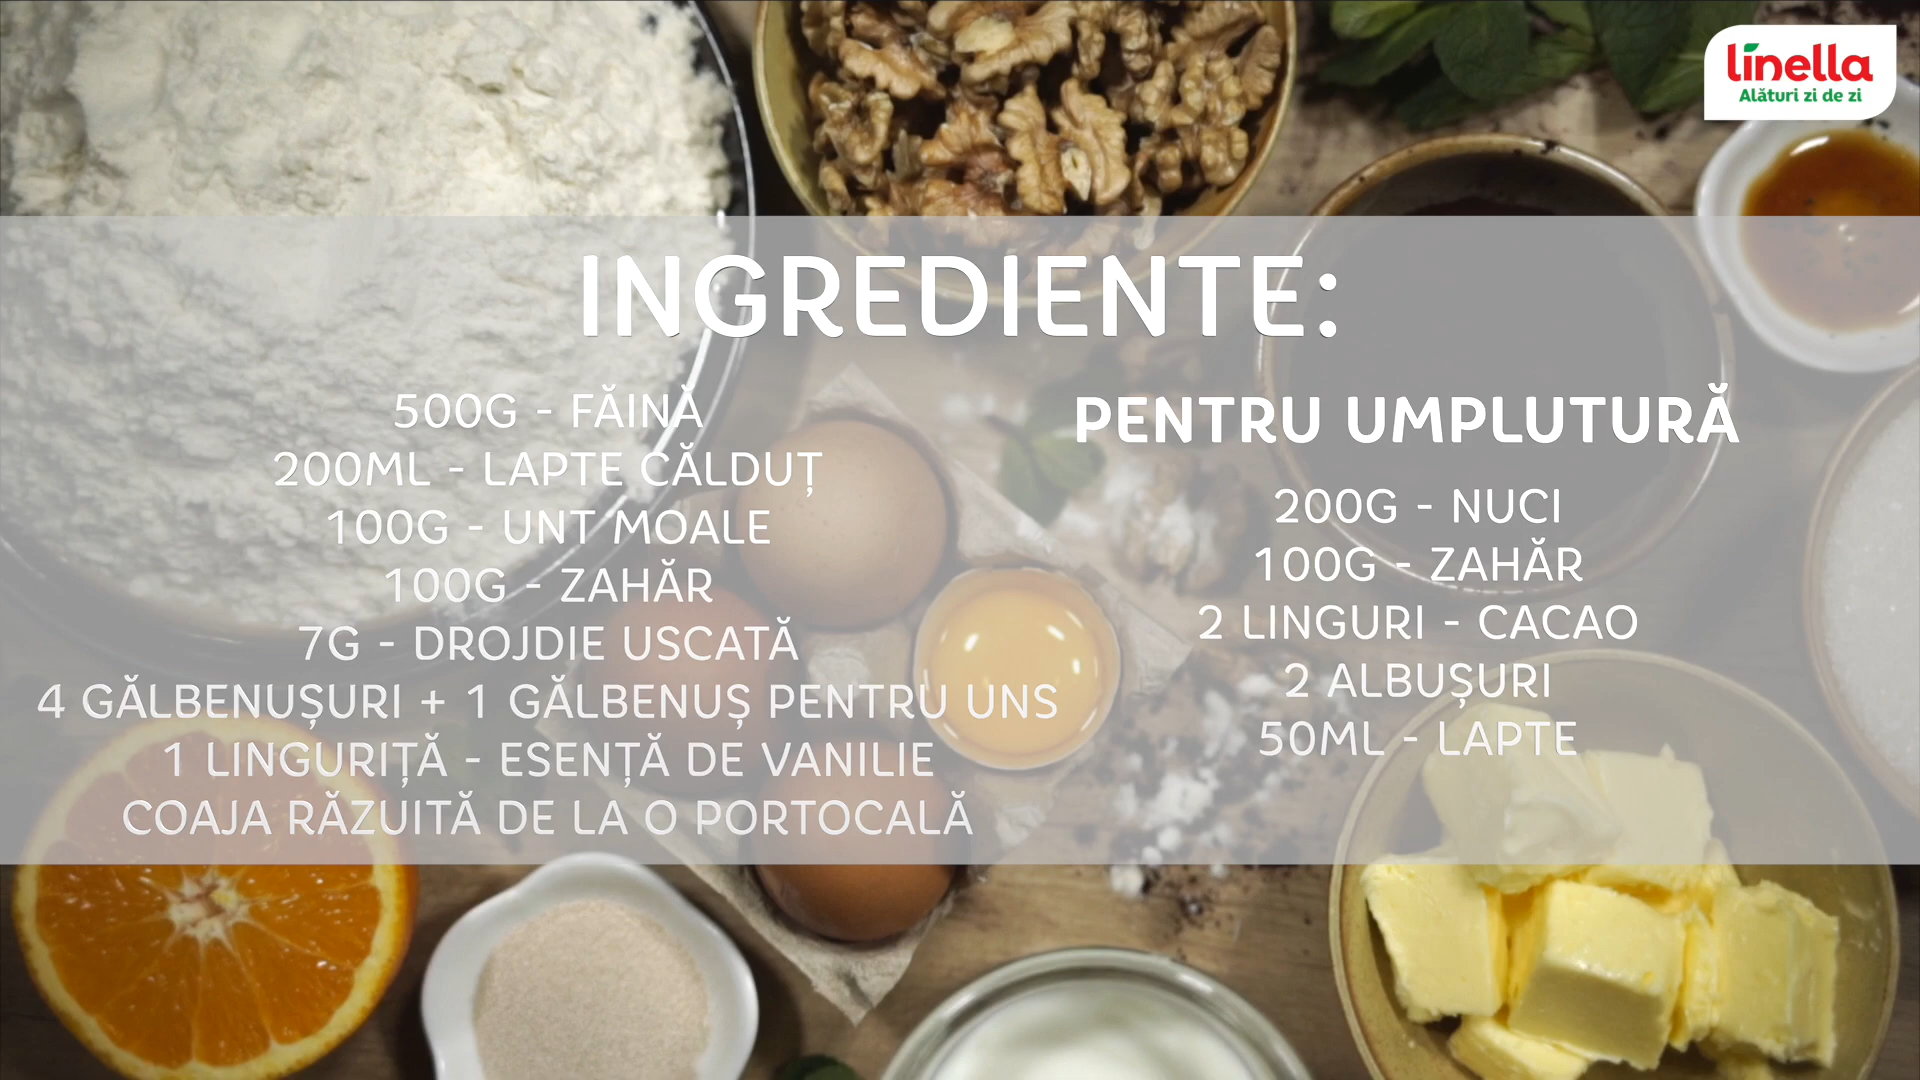 linella
Alături zi de zi
INGREDIENTE:
500G - FĂINĂ
200ML - LAPTE CĂLDUȚ
100G - UNT MOALE
100G - ZAHĂR
7G - DROJDIE USCATĂ
4 GĂLBENUȘURI + 1 GĂLBENUȘ PENTRU UNS
1 LINGURIȚĂ - ESENȚĂ DE VANILIE
COAJA RĂZUITĂ DE LA O PORTOCALĂ
PENTRU UMPLUTURĂ
200G - NUCI
100G - ZAHĂR
2 LINGURI - CACAO
2 ALBUȘURI
50ML - LAPTE